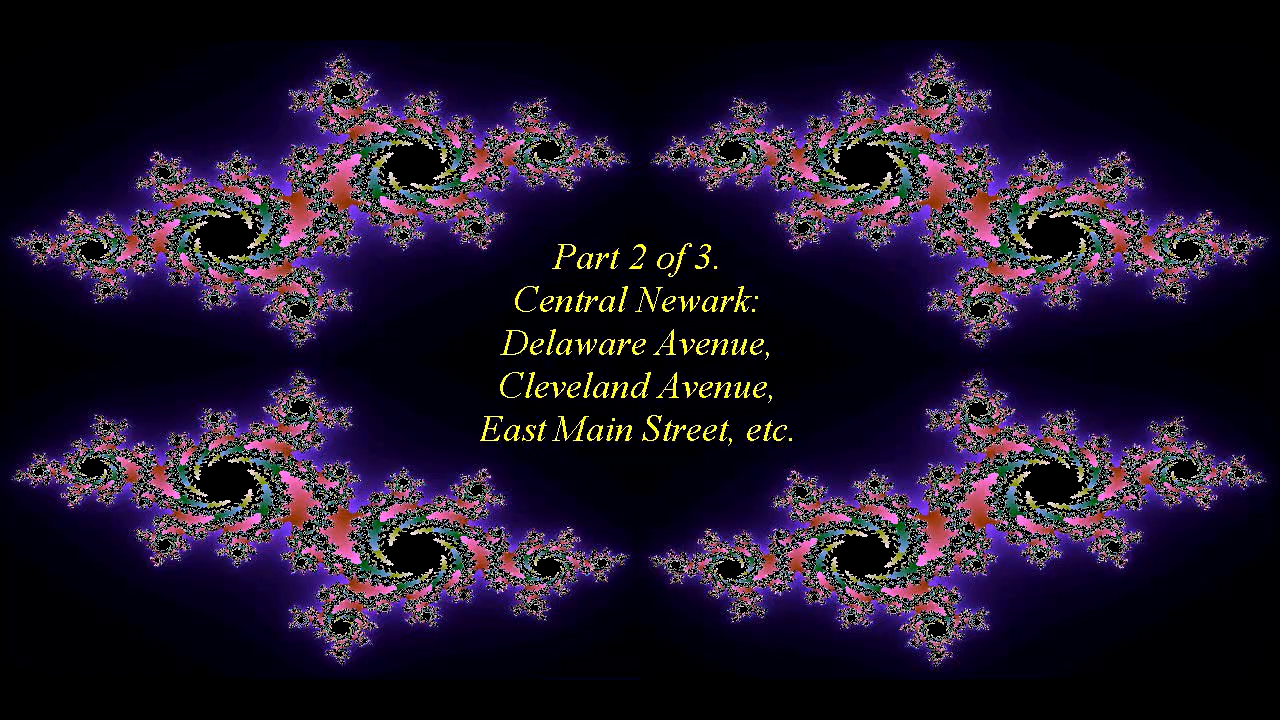 Part 2 of 3.
Central Newark:
Delaware Avenue,
Cleveland Avenue,
East Main Street, etc.